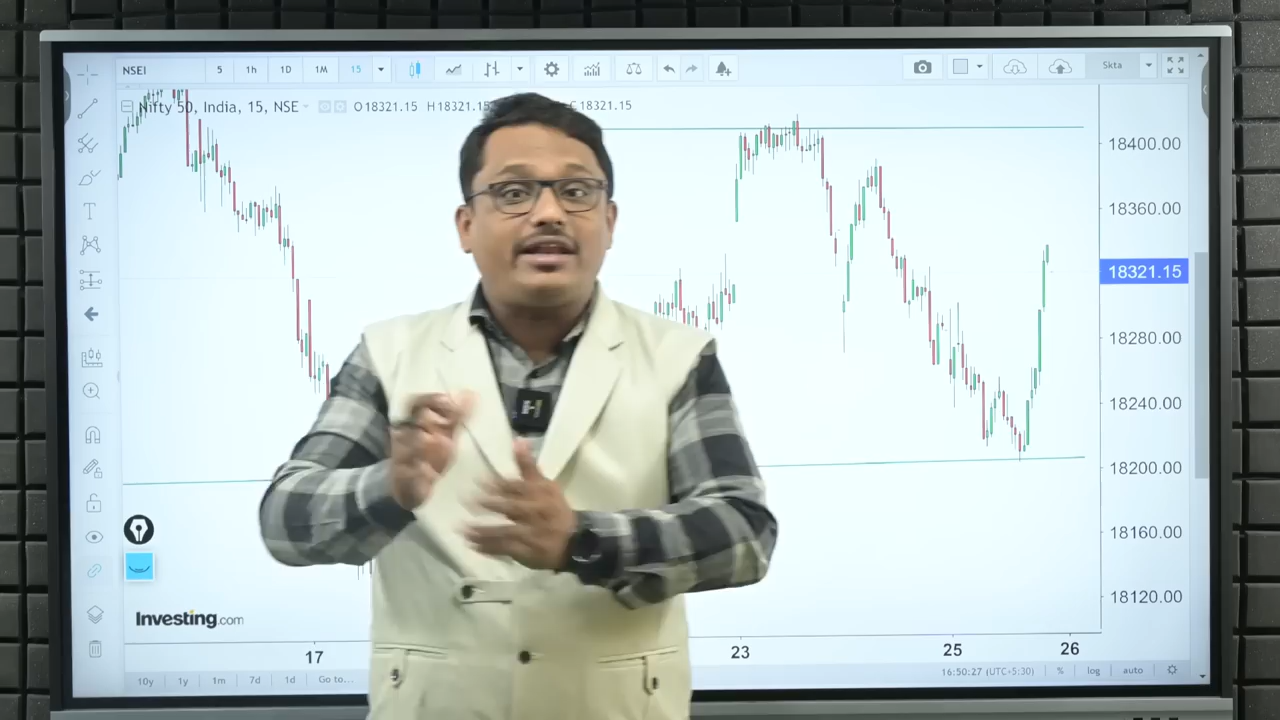 NSEI 5 1h 1D 1M 15 Skta
Nifty 50, India, 15, NSE O18321.15 H18321.15 C18321.15
18400.00
18360.00
18321.15
18280.00
18240.00
18200.00
18160.00
18120.00
T
H
Investing.com
17 23 25 26
10y 1y 1m 7d 1d Go to... 16:50:27 (UTC+5:30) % log auto